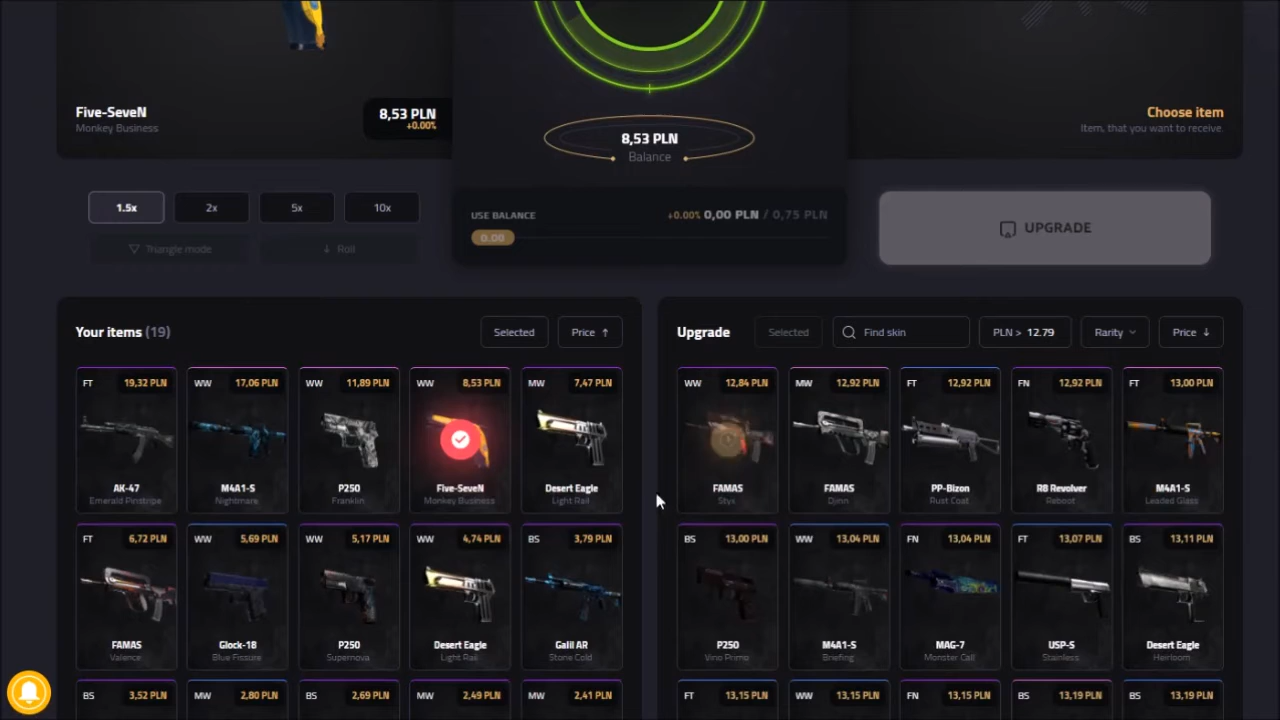 Five-SeveN
Monkey Business
8,53 PLN
+0.00%
8,53 PLN
Balance
Choose item
Item, that you want to receive.
1.5x
2x
5x
10x
Triangle mode
Roll
USE BALANCE
+0.00% 0,00 PLN / 0,75 PLN
0.00
UPGRADE
Your items (19)
Selected
Price
Upgrade
Selected
Find skin
PLN > 12.79
Rarity
Price
FT 19,32 PLN
WW 17,06 PLN
WW 11,89 PLN
WW 8,53 PLN
MW 7,47 PLN
AK-47
M4A1-S
P250
Five-SeveN
Desert Eagle
Emerald Pinstripe
Nightmare
Franklin
Monkey Business
Light Rail
WW 12,84 PLN
MW 12,92 PLN
FT 12,92 PLN
FN 12,92 PLN
FT 13,00 PLN
FAMAS
FAMAS
PP-Bizon
R8 Revolver
M4A1-S
Styx
Djinn
Rust Coat
Reboot
Leaded Glass
FT 6,72 PLN
WW 5,69 PLN
WW 5,17 PLN
WW 4,74 PLN
BS 3,79 PLN
FAMAS
Glock-18
P250
Desert Eagle
Galil AR
Valence
Blue Fissure
Supernova
Light Rail
Stone Cold
BS 13,00 PLN
WW 13,04 PLN
FN 13,04 PLN
FT 13,07 PLN
BS 13,11 PLN
P250
M4A1-S
MAG-7
USP-S
Desert Eagle
Vino Primo
Briefing
Monster Call
Stainless
Heirloom
BS 3,52 PLN
MW 2,80 PLN
BS 2,69 PLN
MW 2,49 PLN
MW 2,41 PLN
FT 13,15 PLN
WW 13,15 PLN
FN 13,15 PLN
BS 13,19 PLN
BS 13,19 PLN